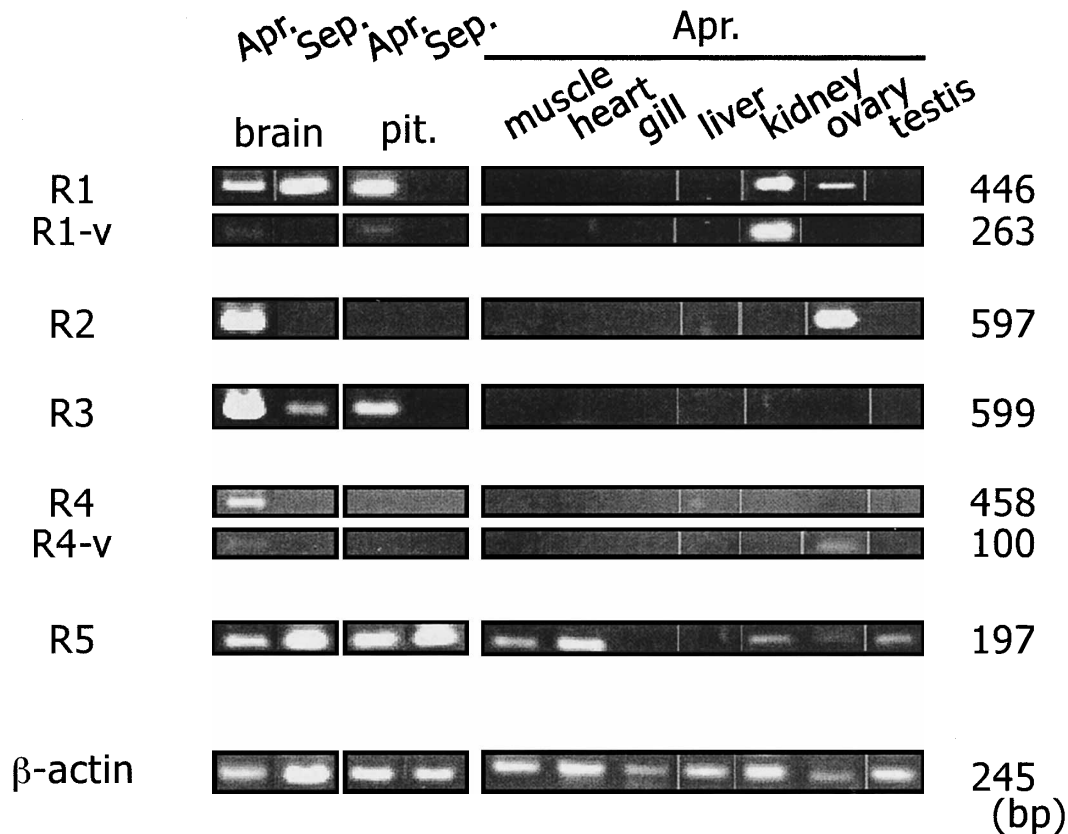 Apr. Sep. Apr. Sep. Apr.
brain pit. muscle heart gill liver kidney ovary testis
R1 446
R1-v 263
R2 597
R3 599
R4 458
R4-v 100
R5 197
β-actin 245
(bp)